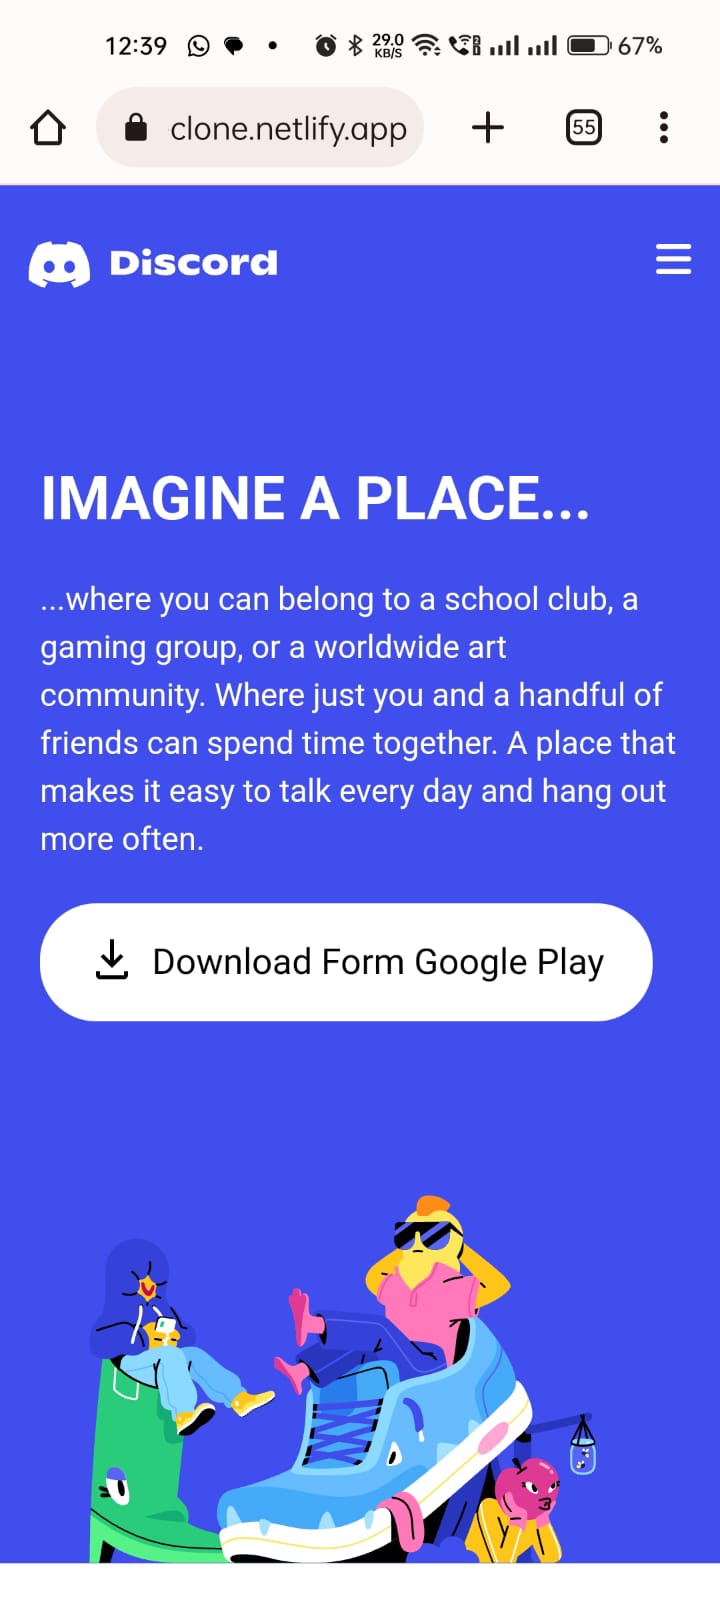 12:39 29.0 KB/S 67%
clone.netlify.app 55
Discord
IMAGINE A PLACE...
...where you can belong to a school club, a
gaming group, or a worldwide art
community. Where just you and a handful of
friends can spend time together. A place that
makes it easy to talk every day and hang out
more often.
Download Form Google Play